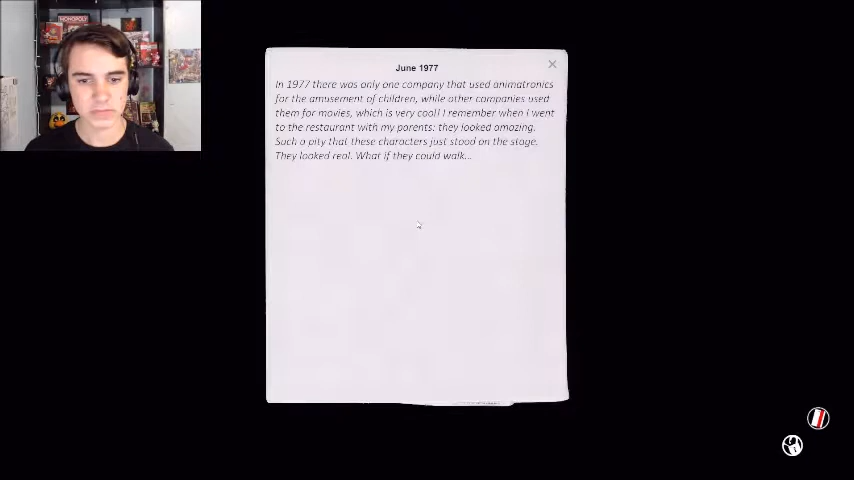 MONOPOLY
June 1977
In 1977 there was only one company that used animatronics
for the amusement of children, while other companies used
them for movies, which is very cool! I remember when I went
to the restaurant with my parents: they looked amazing.
Such a pity that these characters just stood on the stage.
They looked real. What if they could walk...